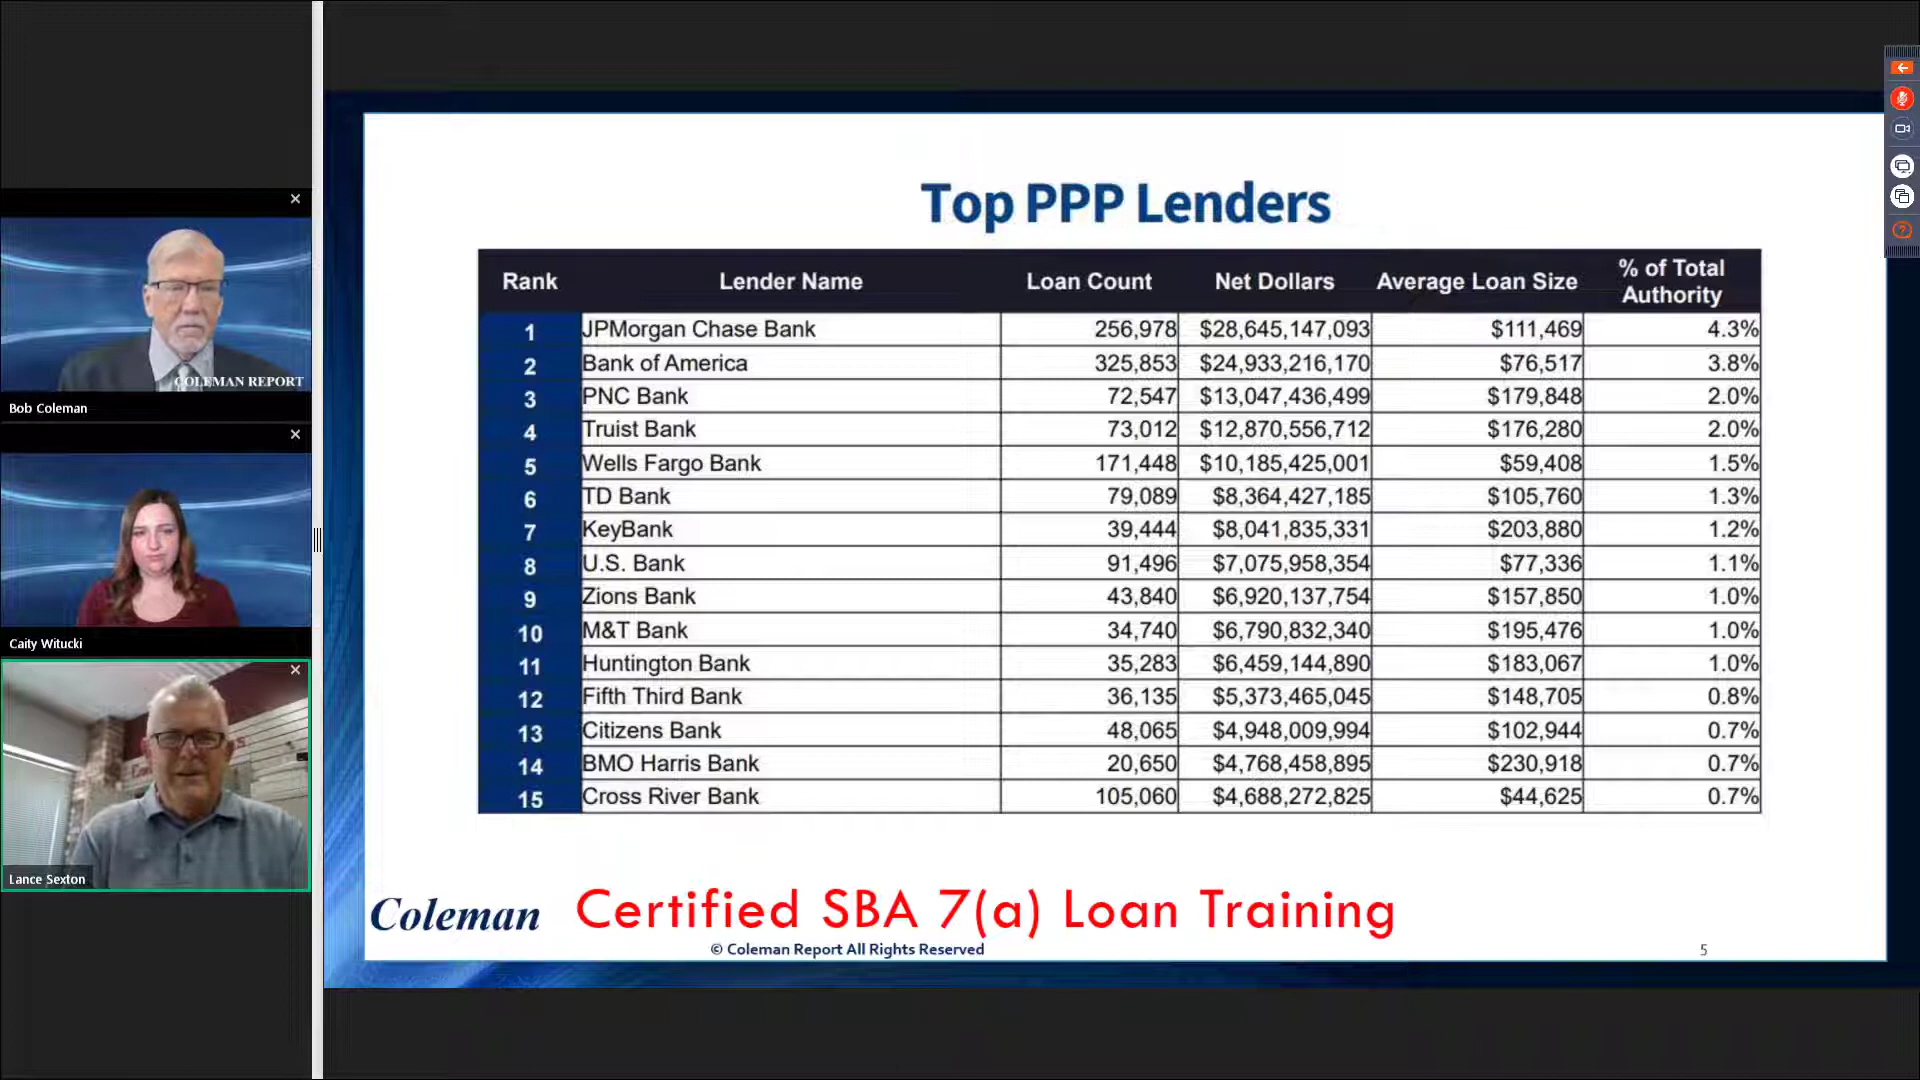 COLEMAN REPORT
Bob Coleman
Caity Witucki
Lance Sexton
Top PPP Lenders
Rank Lender Name Loan Count Net Dollars Average Loan Size % of Total Authority
1 JPMorgan Chase Bank 256,978 $28,645,147,093 $111,469 4.3%
2 Bank of America 325,853 $24,933,216,170 $76,517 3.8%
3 PNC Bank 72,547 $13,047,436,499 $179,848 2.0%
4 Truist Bank 73,012 $12,870,556,712 $176,280 2.0%
5 Wells Fargo Bank 171,448 $10,185,425,001 $59,408 1.5%
6 TD Bank 79,089 $8,364,427,185 $105,760 1.3%
7 KeyBank 39,444 $8,041,835,331 $203,880 1.2%
8 U.S. Bank 91,496 $7,075,958,354 $77,336 1.1%
9 Zions Bank 43,840 $6,920,137,754 $157,850 1.0%
10 M&T Bank 34,740 $6,790,832,340 $195,476 1.0%
11 Huntington Bank 35,283 $6,459,144,890 $183,067 1.0%
12 Fifth Third Bank 36,135 $5,373,465,045 $148,705 0.8%
13 Citizens Bank 48,065 $4,948,009,994 $102,944 0.7%
14 BMO Harris Bank 20,650 $4,768,458,895 $230,918 0.7%
15 Cross River Bank 105,060 $4,688,272,825 $44,625 0.7%
Coleman Certified SBA 7(a) Loan Training
© Coleman Report All Rights Reserved
5